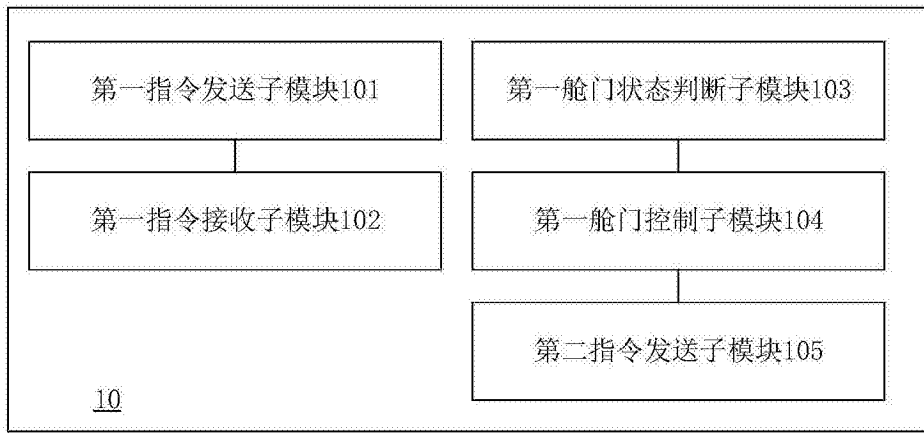 第一指令发送子模块101
第一指令接收子模块102
第一舱门状态判断子模块103
第一舱门控制子模块104
第二指令发送子模块105
10